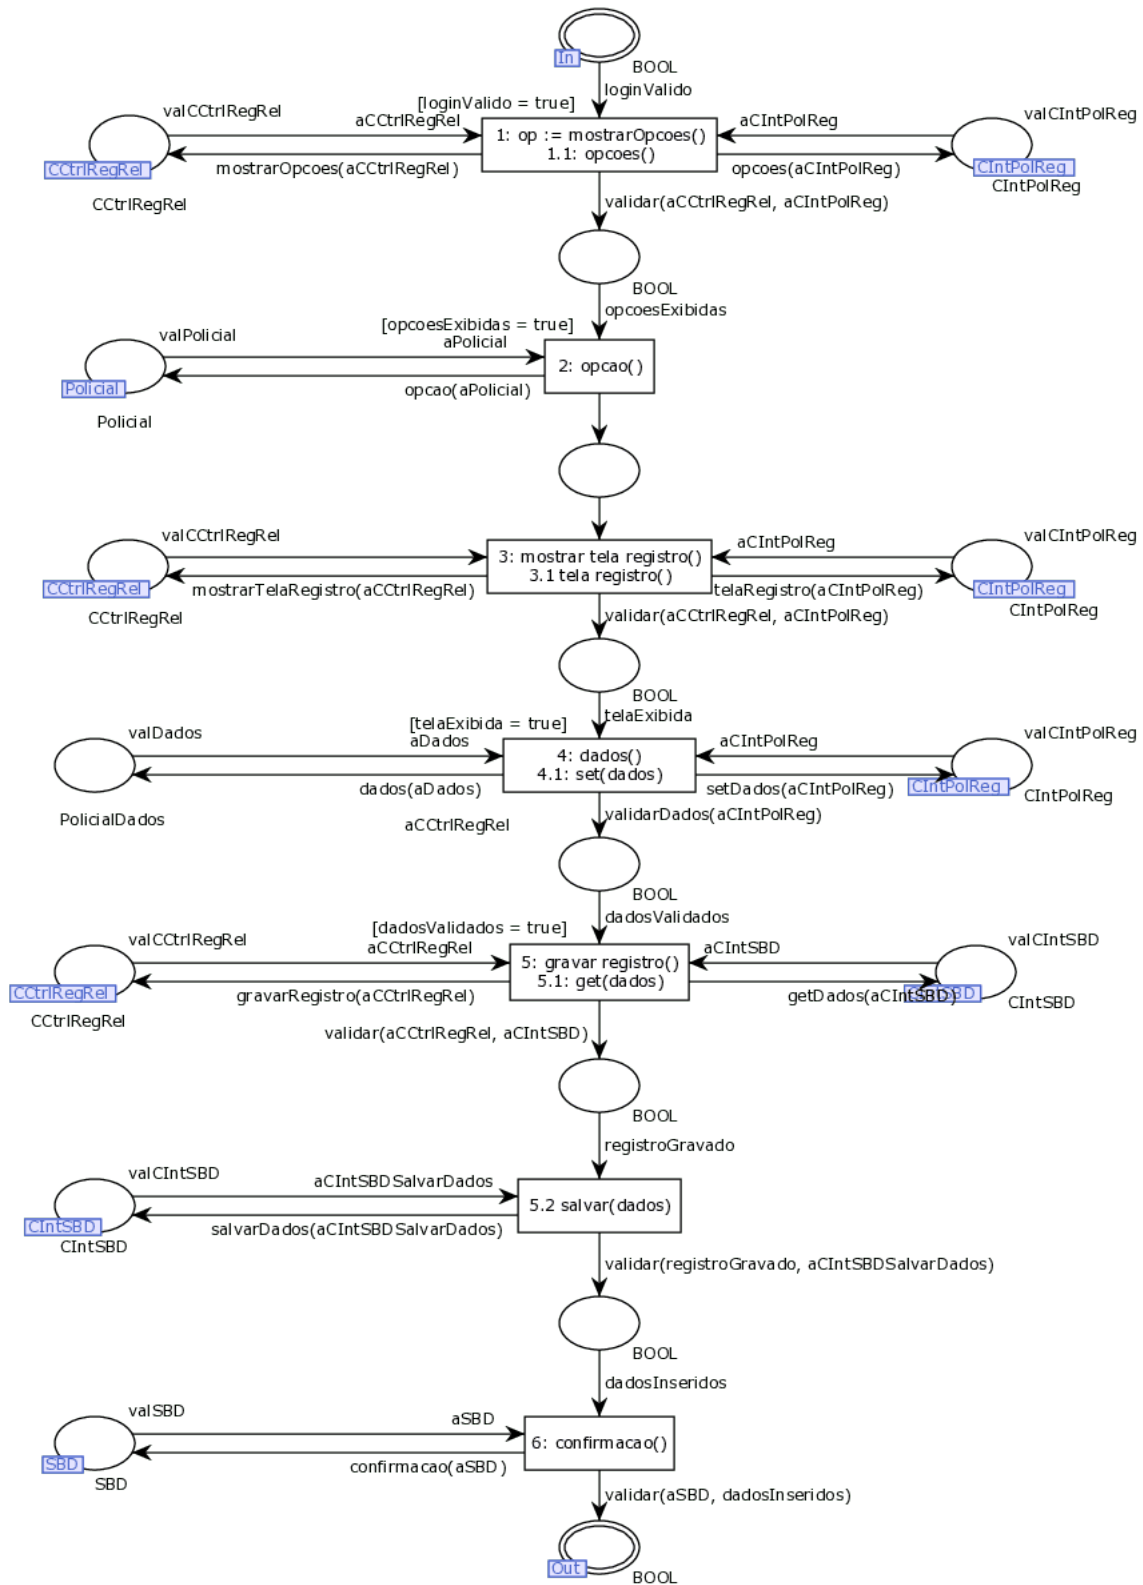 In
BOOL
loginValido
[loginValido = true]
valCCtrlRegRel
aCCtrlRegRel
1: op := mostrarOpcoes()
1.1: opcoes()
aCIntPolReg
valCIntPolReg
CCtrlRegRel
mostrarOpcoes(aCCtrlRegRel)
opcoes(aCIntPolReg)
CIntPolReg
CIntPolReg
CCtrlRegRel
validar(aCCtrlRegRel, aCIntPolReg)
BOOL
opcoesExibidas
[opcoesExibidas = true]
valPolicial
aPolicial
2: opcao()
Policial
opcao(aPolicial)
Policial
valCCtrlRegRel
3: mostrar tela registro()
3.1 tela registro()
aCIntPolReg
valCIntPolReg
CCtrlRegRel
mostrarTelaRegistro(aCCtrlRegRel)
telaRegistro(aCIntPolReg)
CIntPolReg
CIntPolReg
CCtrlRegRel
validar(aCCtrlRegRel, aCIntPolReg)
BOOL
telaExibida
[telaExibida = true]
valDados
aDados
4: dados()
4.1: set(dados)
aCIntPolReg
valCIntPolReg
dados(aDados)
setDados(aCIntPolReg)
CIntPolReg
CIntPolReg
PolicialDados
aCCtrlRegRel
validarDados(aCIntPolReg)
BOOL
dadosValidados
[dadosValidados = true]
valCCtrlRegRel
aCCtrlRegRel
5: gravar registro()
5.1: get(dados)
aCIntSBD
valCIntSBD
CCtrlRegRel
gravarRegistro(aCCtrlRegRel)
getDados(aCIntSBD)
CIntSBD
CIntSBD
CCtrlRegRel
validar(aCCtrlRegRel, aCIntSBD)
BOOL
registroGravado
valCIntSBD
aCIntSBDSalvarDados
5.2 salvar(dados)
CIntSBD
salvarDados(aCIntSBDSalvarDados)
CIntSBD
validar(registroGravado, aCIntSBDSalvarDados)
BOOL
dadosInseridos
valSBD
aSBD
6: confirmacao()
SBD
confirmacao(aSBD)
SBD
validar(aSBD, dadosInseridos)
Out
BOOL